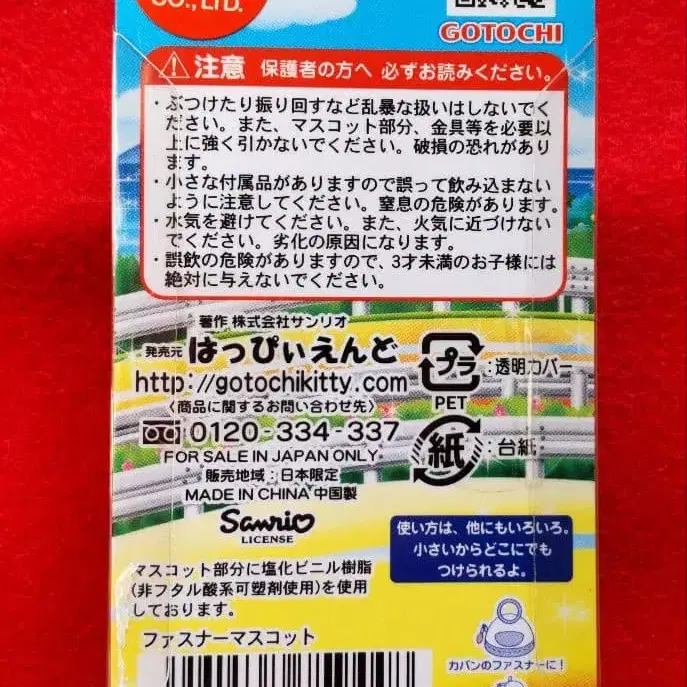 CO., LTD.
GOTOCHI
注意 保護者の方へ 必ずお読みください。
・ぶつけたり振り回すなど乱暴な扱いはしないでく
ださい。また、マスコット部分、金具等を必要以
上に強く引かないでください。破損の恐れがあり
ます。
・小さな付属品がありますので誤って飲み込まない
ように注意してください。窒息の危険があります。
・水気を避けてください。また、火気に近づけない
でください。劣化の原因になります。
・誤飲の危険がありますので、3才未満のお子様には
絶対に与えないでください。
著作 株式会社サンリオ
発売元 はっぴぃえんど
http://gotochikitty.com
〈商品に関するお問い合わせ先〉
0120-334-337
FOR SALE IN JAPAN ONLY
販売地域:日本限定
MADE IN CHINA 中国製
Sanrio
LICENSE
プラ :透明カバー
PET
紙 :台紙
マスコット部分に塩化ビニル樹脂
(非フタル酸系可塑剤使用)を使用
しております。
ファスナーマスコット
使い方は、他にもいろいろ。
小さいからどこにでも
つけられるよ。
カバンのファスナーに!